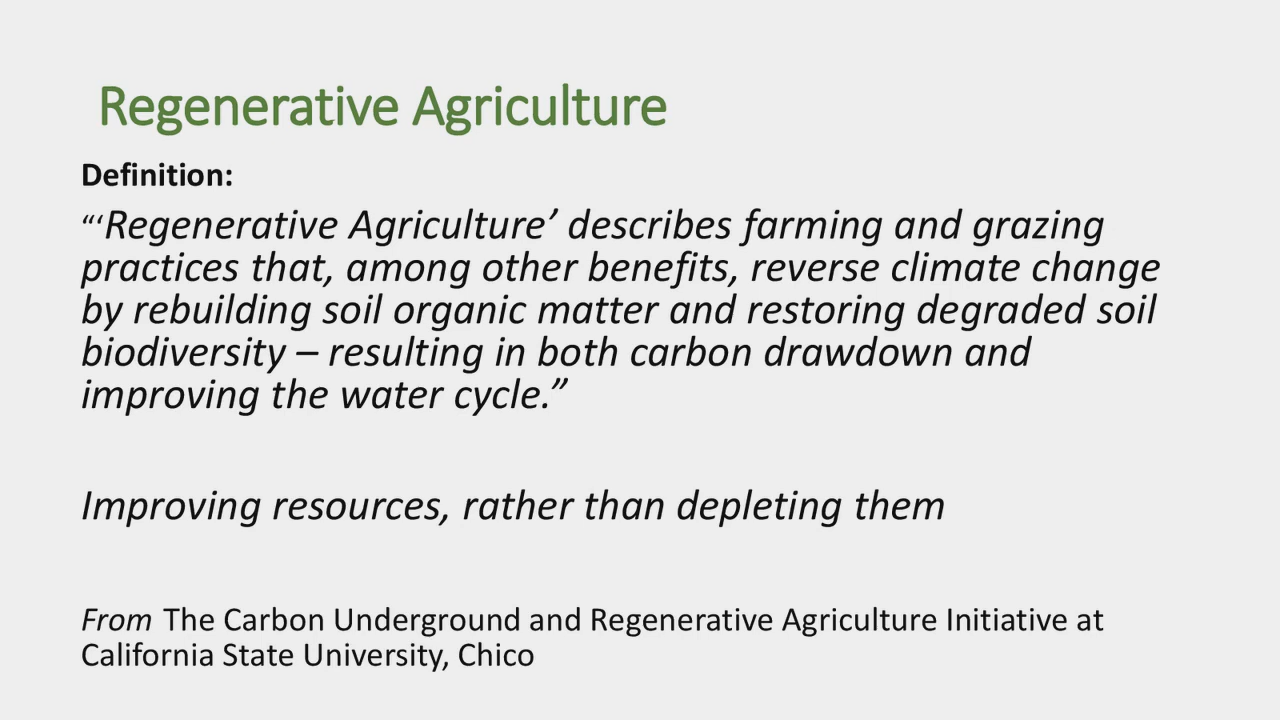 Regenerative Agriculture
Definition:
“‘Regenerative Agriculture’ describes farming and grazing
practices that, among other benefits, reverse climate change
by rebuilding soil organic matter and restoring degraded soil
biodiversity – resulting in both carbon drawdown and
improving the water cycle.”
Improving resources, rather than depleting them
From The Carbon Underground and Regenerative Agriculture Initiative at
California State University, Chico